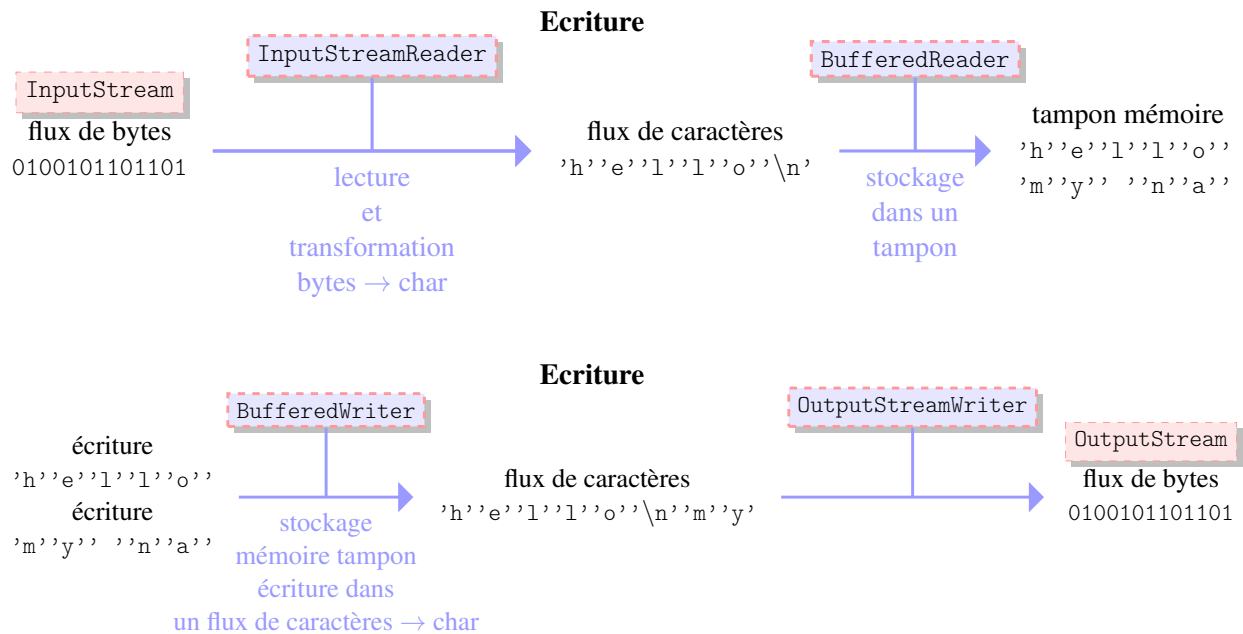 Ecriture
InputStreamReader
BufferedReader
InputStream
flux de bytes
0100101101101
lecture
et
transformation
bytes → char
flux de caractères
'h''e''l''l''o''\n'
stockage
dans un
tampon
tampon mémoire
'h''e''l''l''o''
'm''y'' ''n''a''
Ecriture
BufferedWriter
OutputStreamWriter
écriture
'h''e''l''l''o''
écriture
'm''y'' ''n''a''
stockage
mémoire tampon
écriture dans
un flux de caractères → char
flux de caractères
'h''e''l''l''o''\n''m''y'
OutputStream
flux de bytes
0100101101101